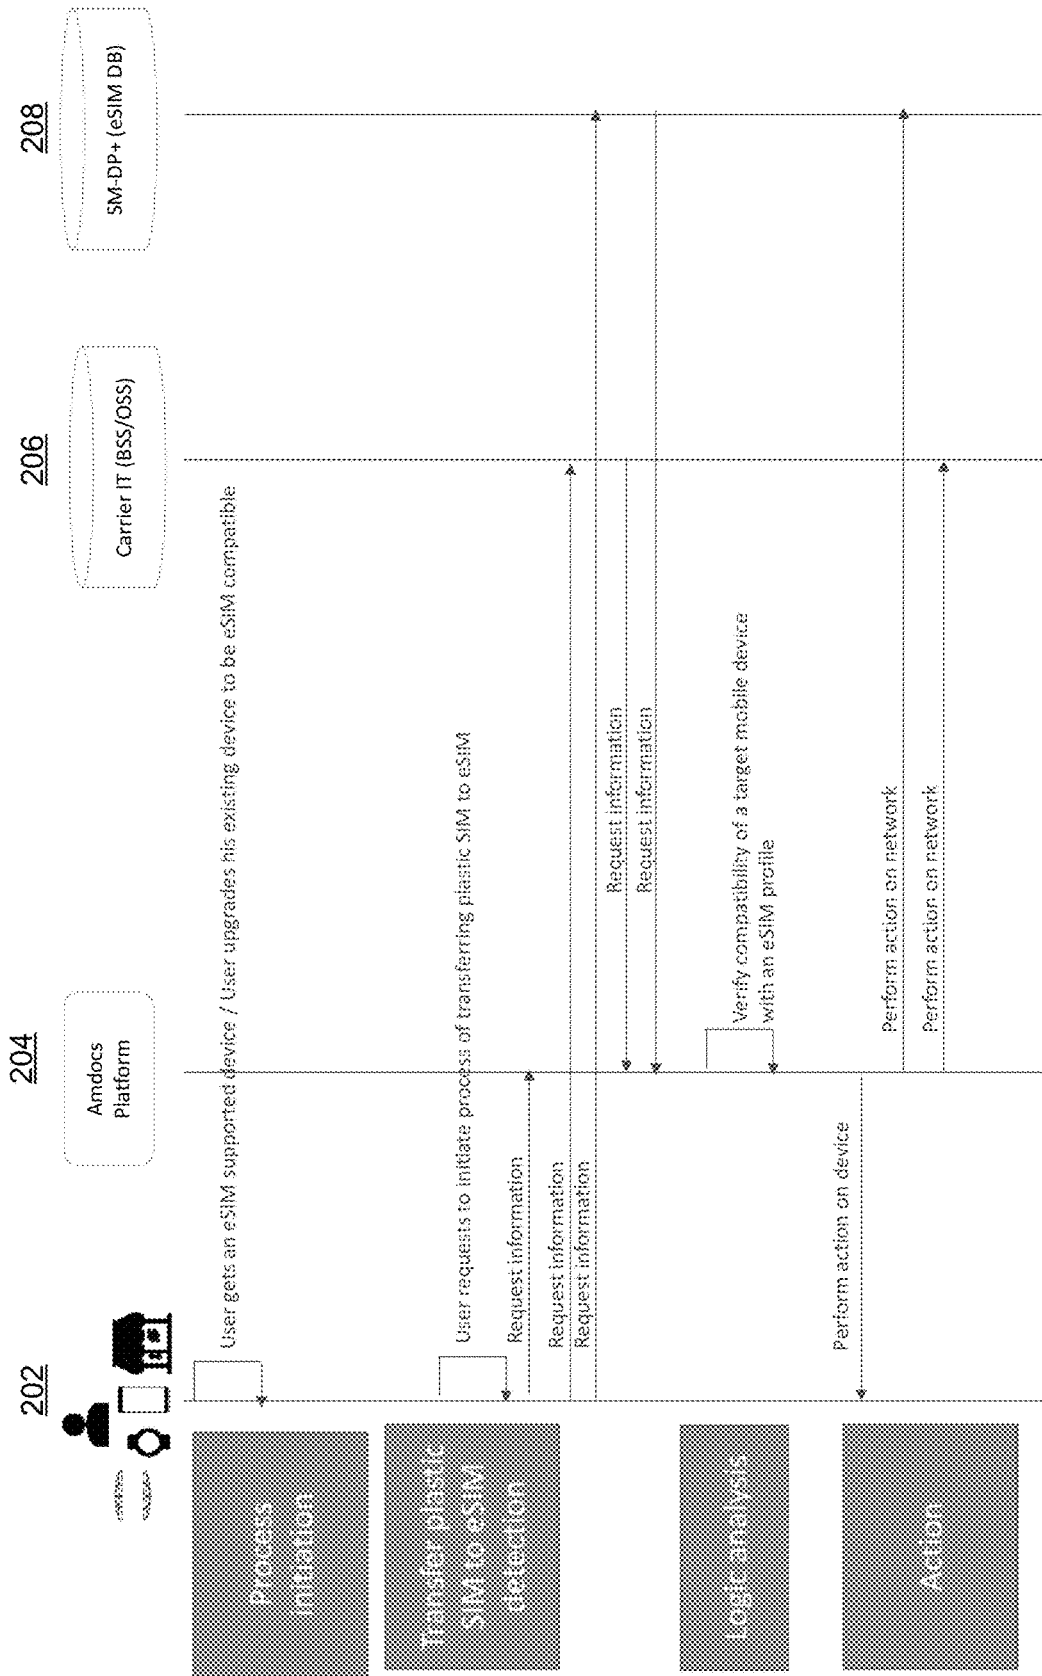 202
204
206
208
Amdocs
Platform
Carrier IT (BSS/OSS)
SM-DP+ (eSIM DB)
Process
initiation
User gets an eSIM supported device / User upgrades his existing device to be eSIM compatible
Transfer plastic
SIM to eSIM
detection
User requests to initiate process of transferring plastic SIM to eSIM
Request information
Request information
Request information
Request information
Request information
Logic analysis
Verify compatibility of a target mobile device
with an eSIM profile
Action
Perform action on device
Perform action on network
Perform action on network